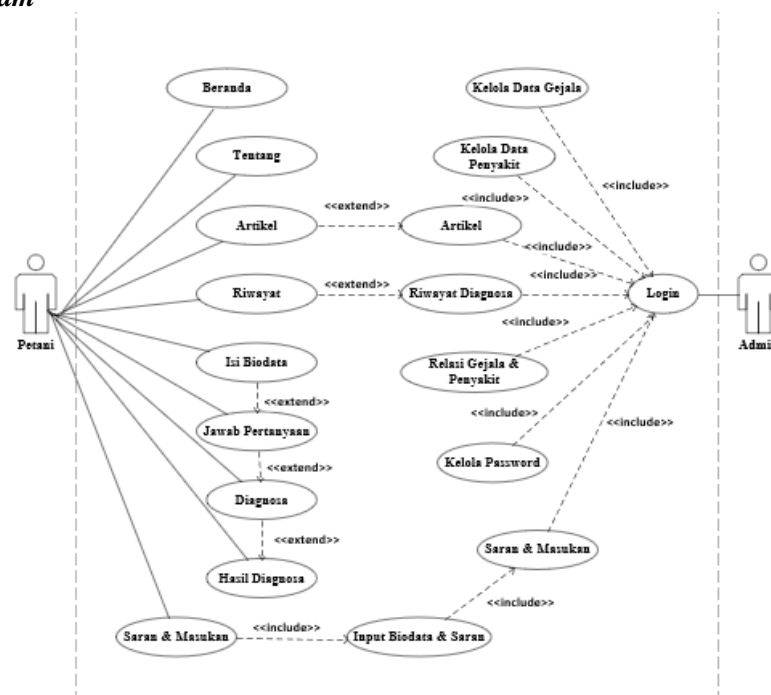 Beranda
Kelola Data Gejala
Tentang
Kelola Data
Penyakit
<<include>>
<<include>>
<<extend>>
Artikel
Artikel
<<include>>
<<include>>
<<extend>>
Riwayat
Riwayat Diagnosa
Login
Petani
Admi
<<include>>
Isi Biodata
Relasi Gejala &
Penyakit
<<extend>>
<<include>>
<<include>>
Jawab Pertanyaan
<<extend>>
Kelola Password
Diagnosa
<<extend>>
Saran & Masukan
Hasil Diagnosa
<<include>>
<<include>>
Saran & Masukan
Input Biodata & Saran